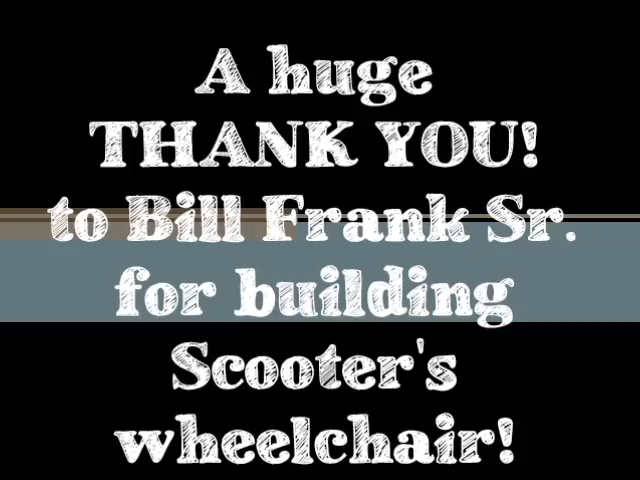 A huge
THANK YOU!
to Bill Frank Sr.
for building
Scooter's
wheelchair!